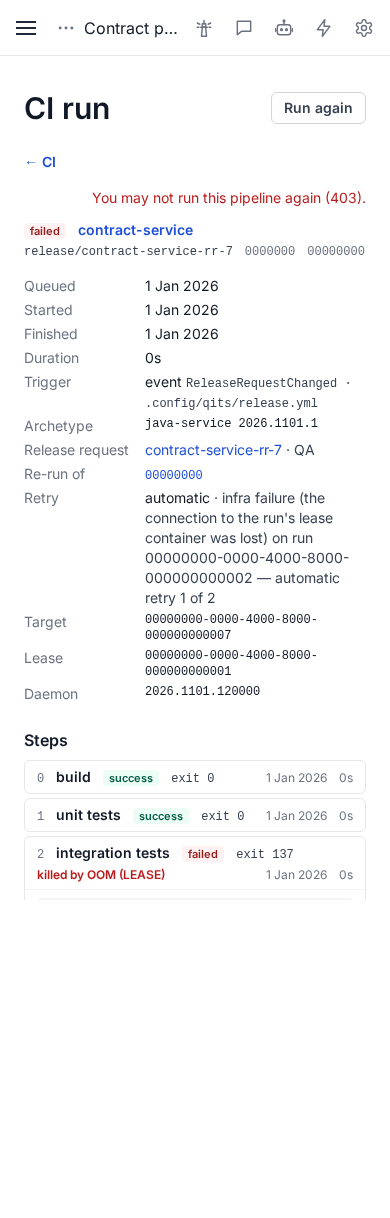 Contract p...
CI run
Run again
← CI
You may not run this pipeline again (403).
failed contract-service
release/contract-service-rr-7 0000000 00000000
Queued 1 Jan 2026
Started 1 Jan 2026
Finished 1 Jan 2026
Duration 0s
Trigger event ReleaseRequestChanged ·
.config/qits/release.yml
Archetype java-service 2026.1101.1
Release request contract-service-rr-7 · QA
Re-run of 00000000
Retry automatic · infra failure (the
connection to the run's lease
container was lost) on run
00000000-0000-4000-8000-
000000000002 — automatic
retry 1 of 2
Target 00000000-0000-4000-8000-
000000000007
Lease 00000000-0000-4000-8000-
000000000001
Daemon 2026.1101.120000
Steps
0 build success exit 0 1 Jan 2026 0s
1 unit tests success exit 0 1 Jan 2026 0s
2 integration tests failed exit 137
killed by OOM (LEASE) 1 Jan 2026 0s